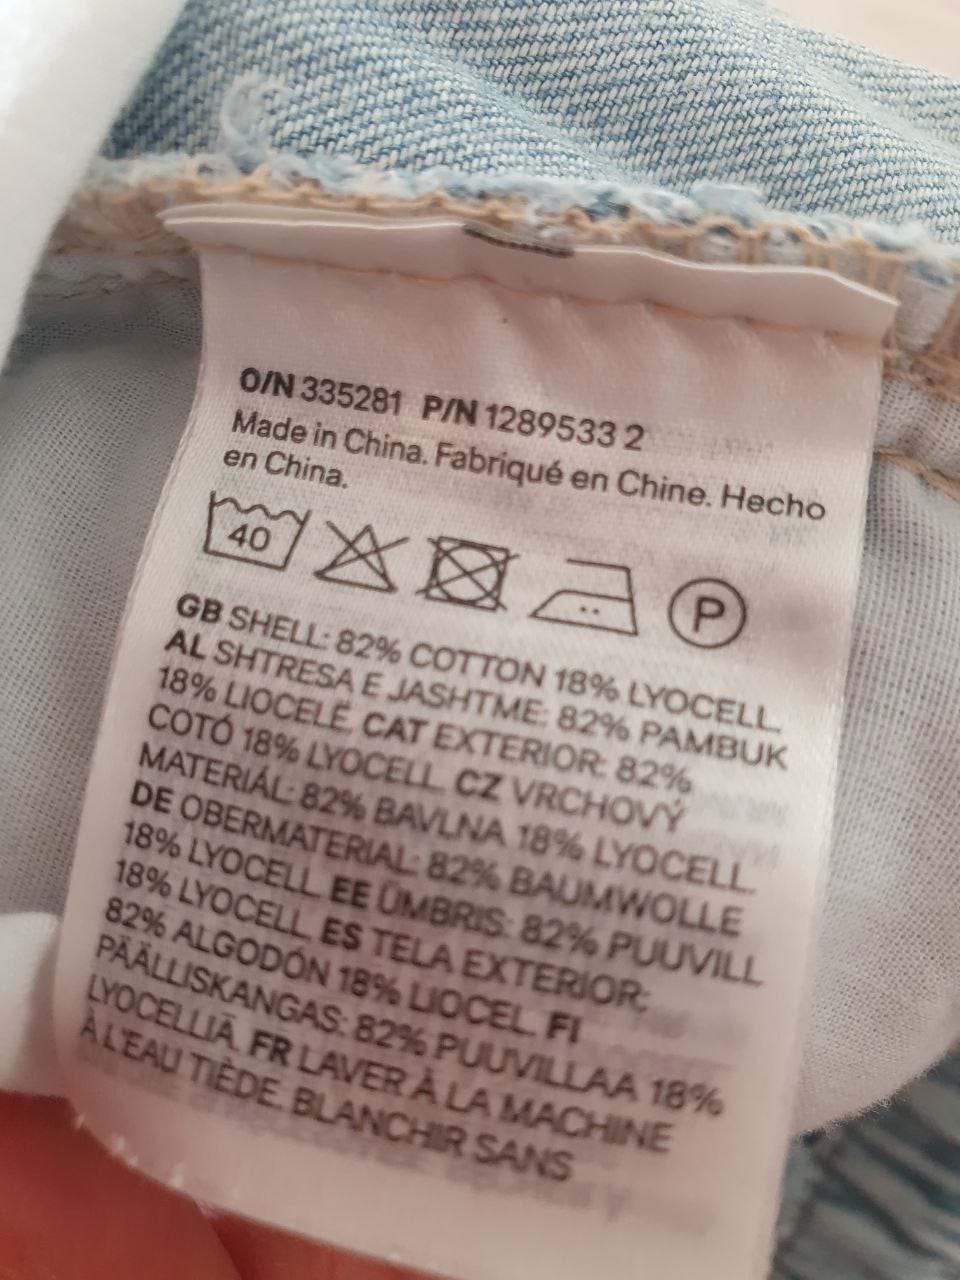 O/N 335281 P/N 1289533 2
Made in China. Fabriqué en Chine. Hecho
en China.
40 P
GB SHELL: 82% COTTON 18% LYOCELL.
AL SHTRESA E JASHTME: 82% PAMBUK
18% LIOCELË. CAT EXTERIOR: 82%
COTÓ 18% LYOCELL. CZ VRCHOVÝ
MATERIÁL: 82% BAVLNA 18% LYOCELL.
DE OBERMATERIAL: 82% BAUMWOLLE
18% LYOCELL. EE ÜMBRIS: 82% PUUVILL
18% LYOCELL. ES TELA EXTERIOR:
82% ALGODÓN 18% LIOCEL. FI
PÄÄLLISKANGAS: 82% PUUVILLAA 18%
LYOCELLIÄ. FR LAVER À LA MACHINE
À L'EAU TIÈDE. BLANCHIR SANS